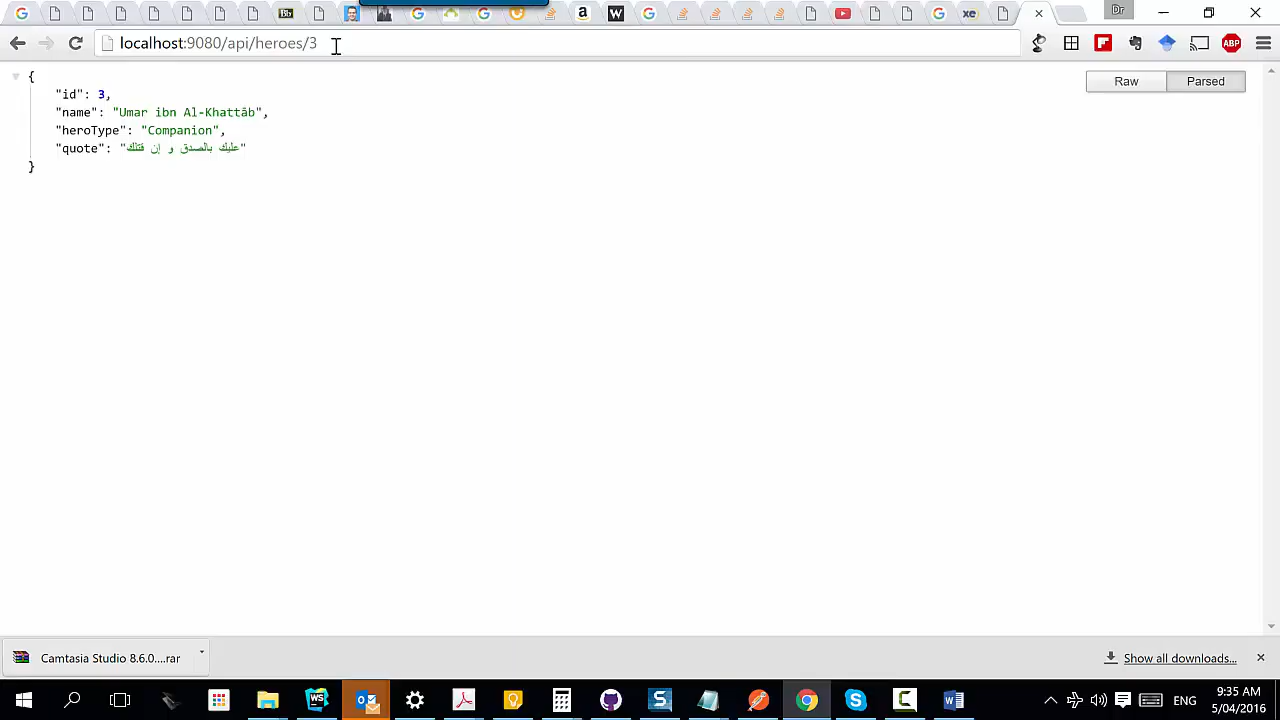 Dr
localhost:9080/api/heroes/3
Raw
Parsed
{
"id": 3,
"name": "Umar ibn Al-Khattāb",
"heroType": "Companion",
"quote": "عليك بالصدق و إن قتلك"
}
Camtasia Studio 8.6.0....rar
Show all downloads...
ENG
9:35 AM
5/04/2016